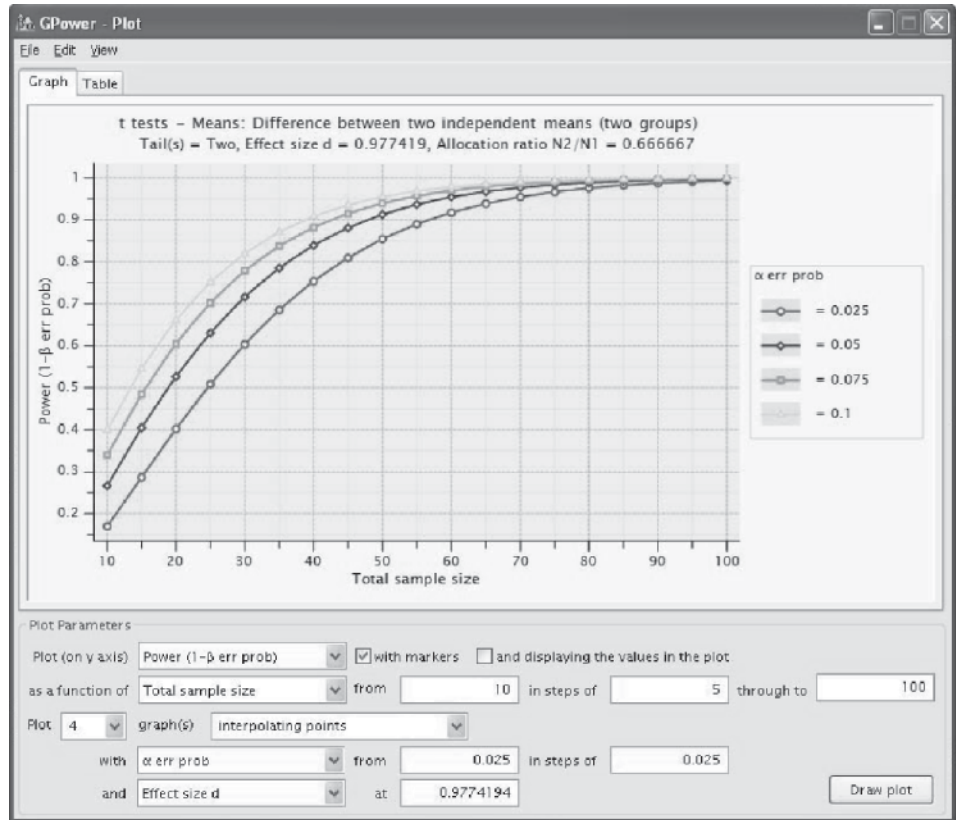 GPower - Plot
File Edit View
Graph Table
t tests - Means: Difference between two independent means (two groups)
Tail(s) = Two, Effect size d = 0.977419, Allocation ratio N2/N1 = 0.666667
Power (1-β err prob)
1
0.9
0.8
0.7
0.6
0.5
0.4
0.3
0.2
10 20 30 40 50 60 70 80 90 100
Total sample size
α err prob
= 0.025
= 0.05
= 0.075
= 0.1
Plot Parameters
Plot (on y axis) Power (1-β err prob) with markers and displaying the values in the plot
as a function of Total sample size from 10 in steps of 5 through to 100
Plot 4 graph(s) interpolating points
with α err prob from 0.025 in steps of 0.025
and Effect size d at 0.9774194
Draw plot